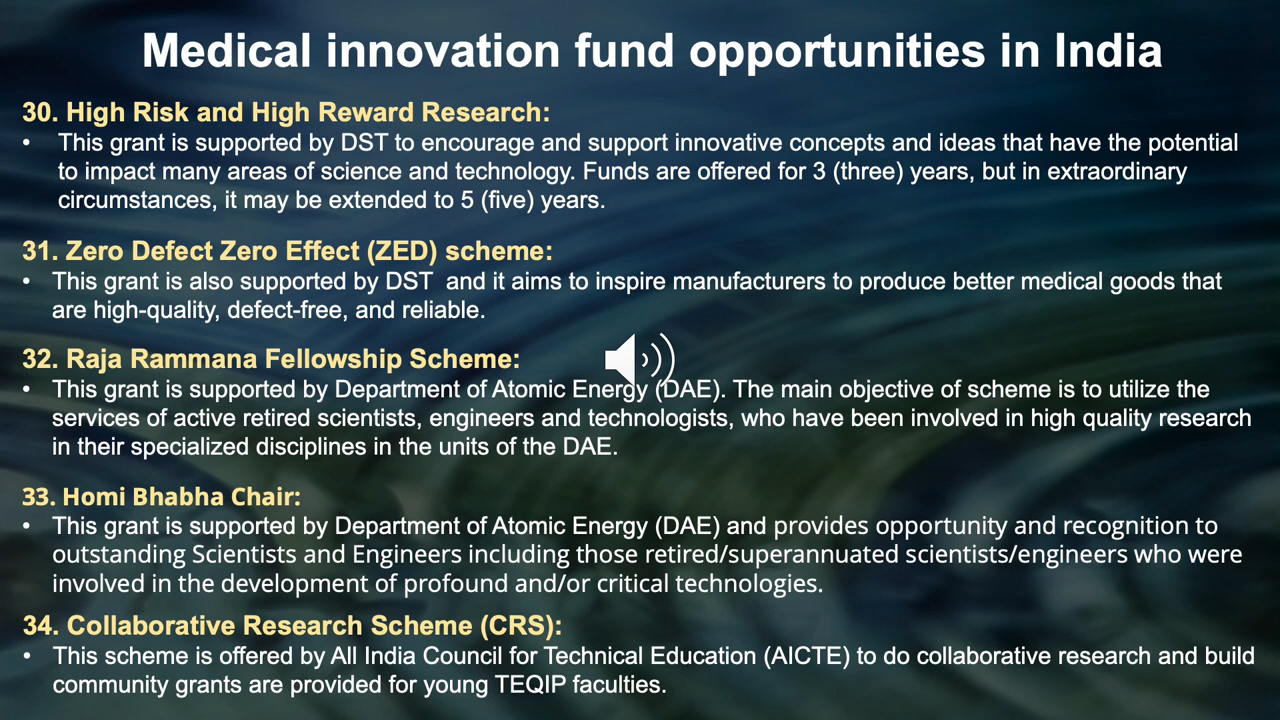 Medical innovation fund opportunities in India
30. High Risk and High Reward Research:
• This grant is supported by DST to encourage and support innovative concepts and ideas that have the potential
to impact many areas of science and technology. Funds are offered for 3 (three) years, but in extraordinary
circumstances, it may be extended to 5 (five) years.
31. Zero Defect Zero Effect (ZED) scheme:
• This grant is also supported by DST and it aims to inspire manufacturers to produce better medical goods that
are high-quality, defect-free, and reliable.
32. Raja Rammana Fellowship Scheme:
• This grant is supported by Department of Atomic Energy (DAE). The main objective of scheme is to utilize the
services of active retired scientists, engineers and technologists, who have been involved in high quality research
in their specialized disciplines in the units of the DAE.
33. Homi Bhabha Chair:
• This grant is supported by Department of Atomic Energy (DAE) and provides opportunity and recognition to
outstanding Scientists and Engineers including those retired/superannuated scientists/engineers who were
involved in the development of profound and/or critical technologies.
34. Collaborative Research Scheme (CRS):
• This scheme is offered by All India Council for Technical Education (AICTE) to do collaborative research and build
community grants are provided for young TEQIP faculties.